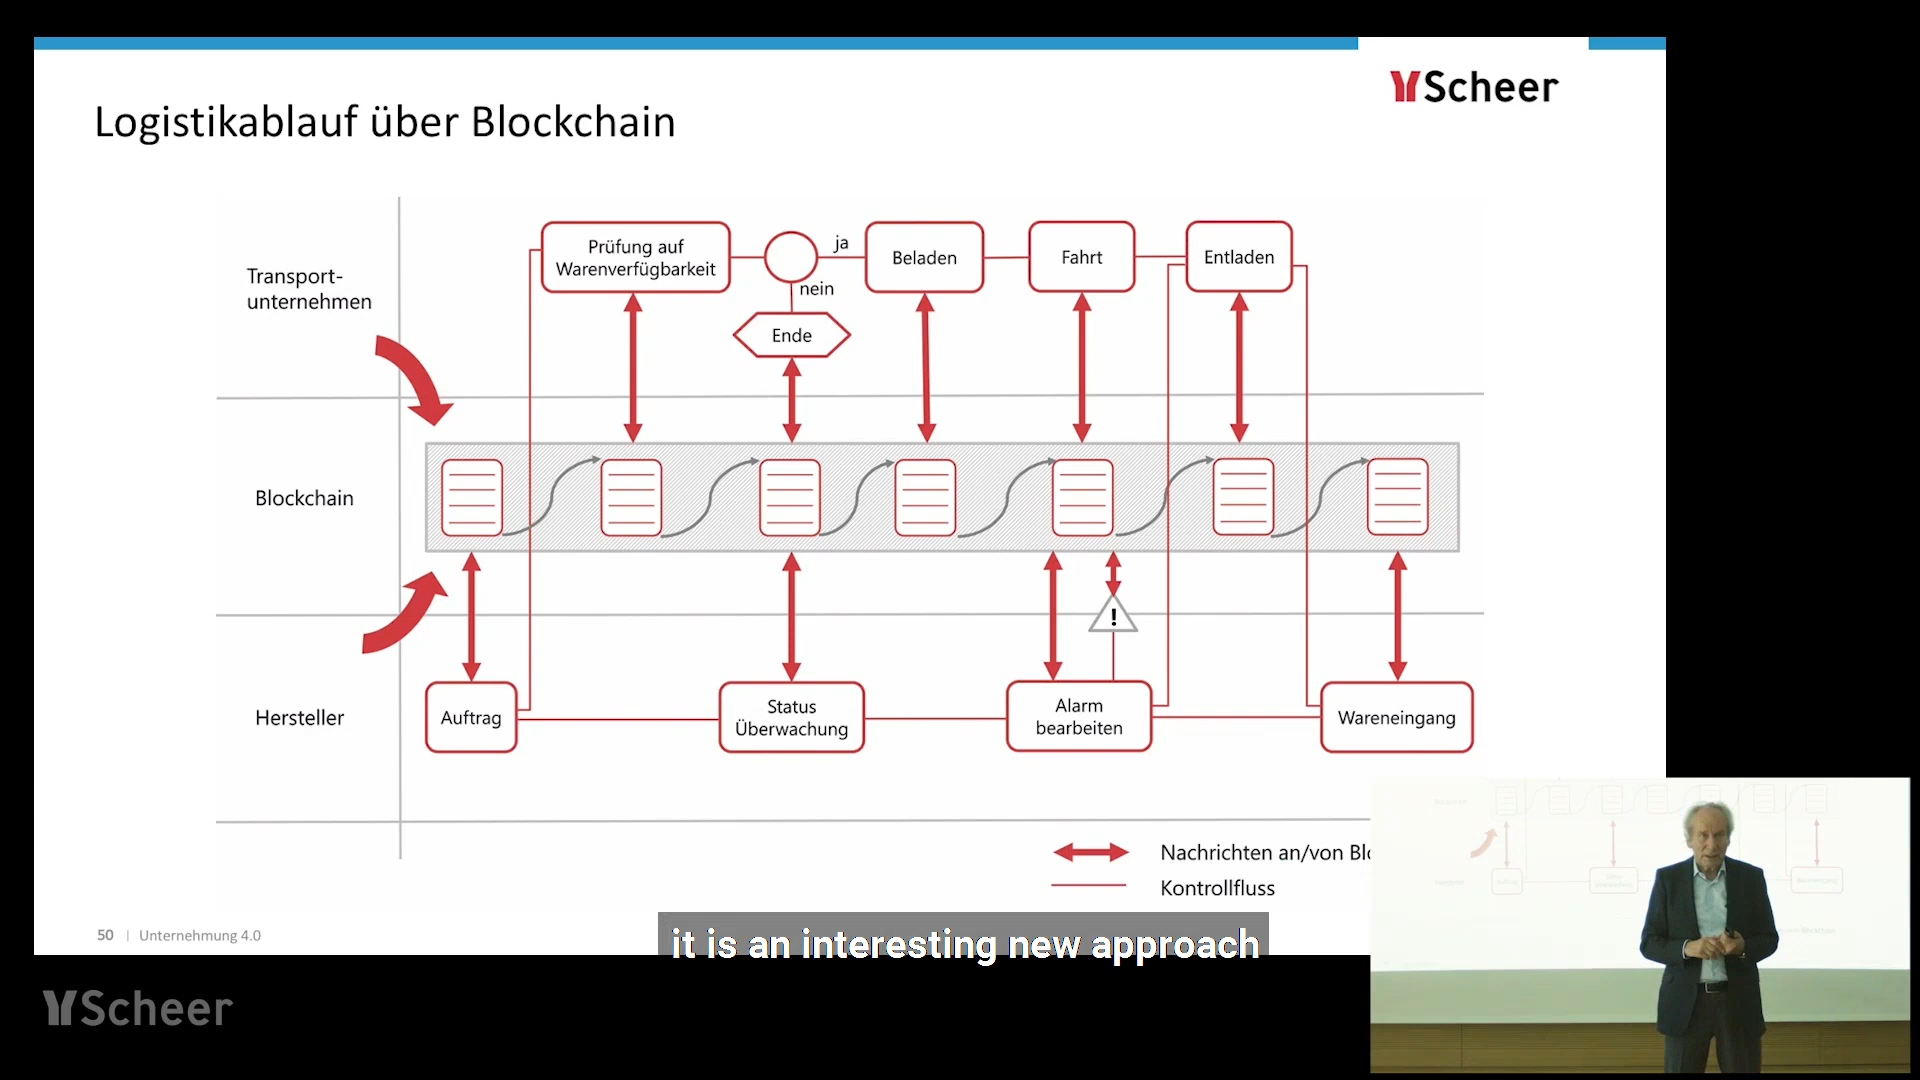 Scheer
Logistikablauf über Blockchain
Transport-
unternehmen
Prüfung auf
Warenverfügbarkeit
ja
nein
Ende
Beladen
Fahrt
Entladen
Blockchain
!
Hersteller
Auftrag
Status
Überwachung
Alarm
bearbeiten
Wareneingang
Nachrichten an/von
Kontrollfluss
50 | Unternehmung 4.0
it is an interesting new approach
Scheer